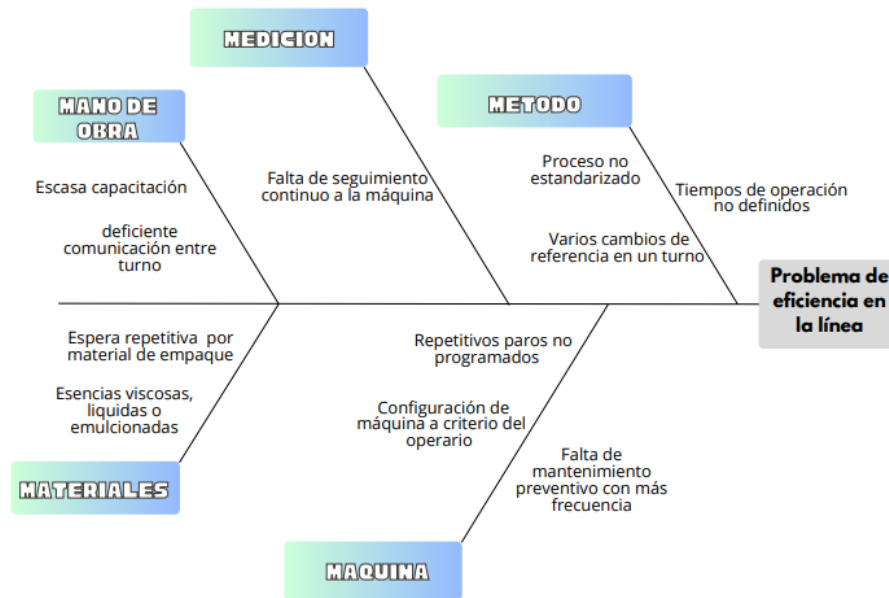 MEDICION
MANO DE
OBRA
METODO
Escasa capacitación
deficiente
comunicación entre
turno
Falta de seguimiento
continuo a la máquina
Proceso no
estandarizado
Varios cambios de
referencia en un turno
Tiempos de operación
no definidos
Problema de
eficiencia en
la línea
Espera repetitiva por
material de empaque
Esencias viscosas,
liquidas o
emulcionadas
MATERIALES
Repetitivos paros no
programados
Configuración de
máquina a criterio del
operario
Falta de
mantenimiento
preventivo con más
frecuencia
MAQUINA